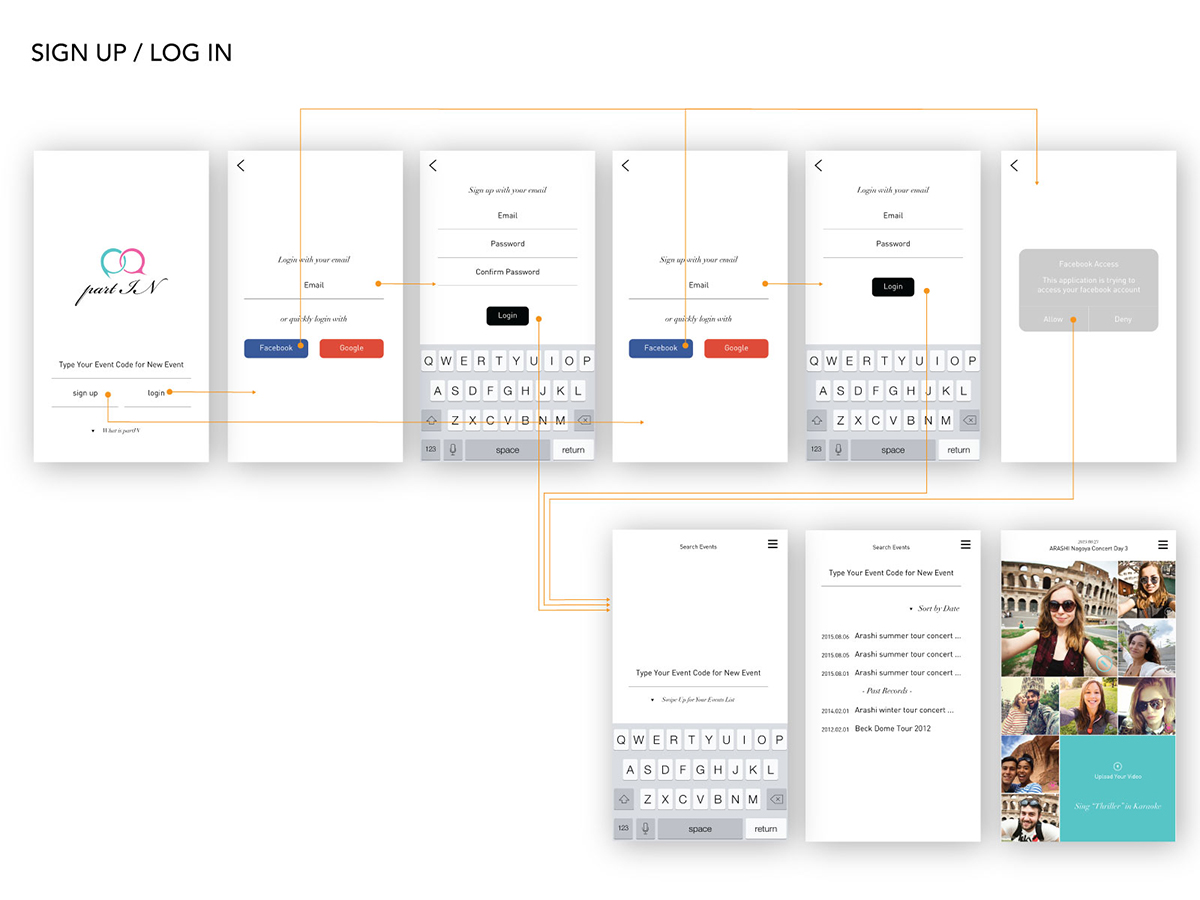 SIGN UP / LOG IN
part IN
Type Your Event Code for New Event
sign up
login
What is partIN
Login with your email
Email
or quickly login with
Facebook
Google
Sign up with your email
Email
Password
Confirm Password
Login
Q W E R T Y U I O P
A S D F G H J K L
Z X C V B N M
123
space
return
Sign up with your email
Email
or quickly login with
Facebook
Google
Login with your email
Email
Password
Login
Q W E R T Y U I O P
A S D F G H J K L
Z X C V B N M
123
space
return
Facebook Access
This application is trying to
access your facebook account
Allow
Deny
Search Events
Type Your Event Code for New Event
Swipe Up for Your Events List
Q W E R T Y U I O P
A S D F G H J K L
Z X C V B N M
123
space
return
Search Events
Type Your Event Code for New Event
Sort by Date
2015.08.06 Arashi summer tour concert ...
2015.08.05 Arashi summer tour concert ...
2015.08.01 Arashi summer tour concert ...
- Past Records -
2014.02.01 Arashi winter tour concert ...
2012.02.01 Beck Dome Tour 2012
ARASHI Nagoya Concert Day 3
Upload Your Video
Sing "Thriller" in Karaoke